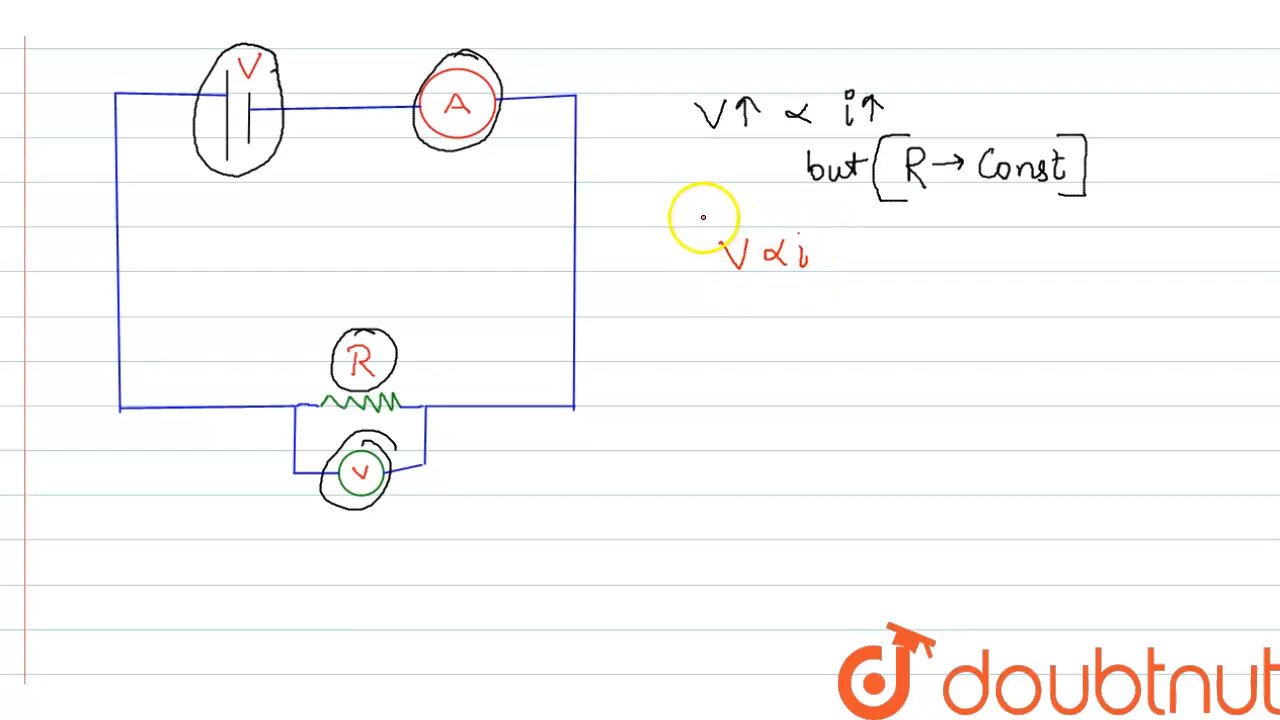 V
A
V↑ ∝ i↑
but [R → Const]
V ∝ i
R
V
doubtnut